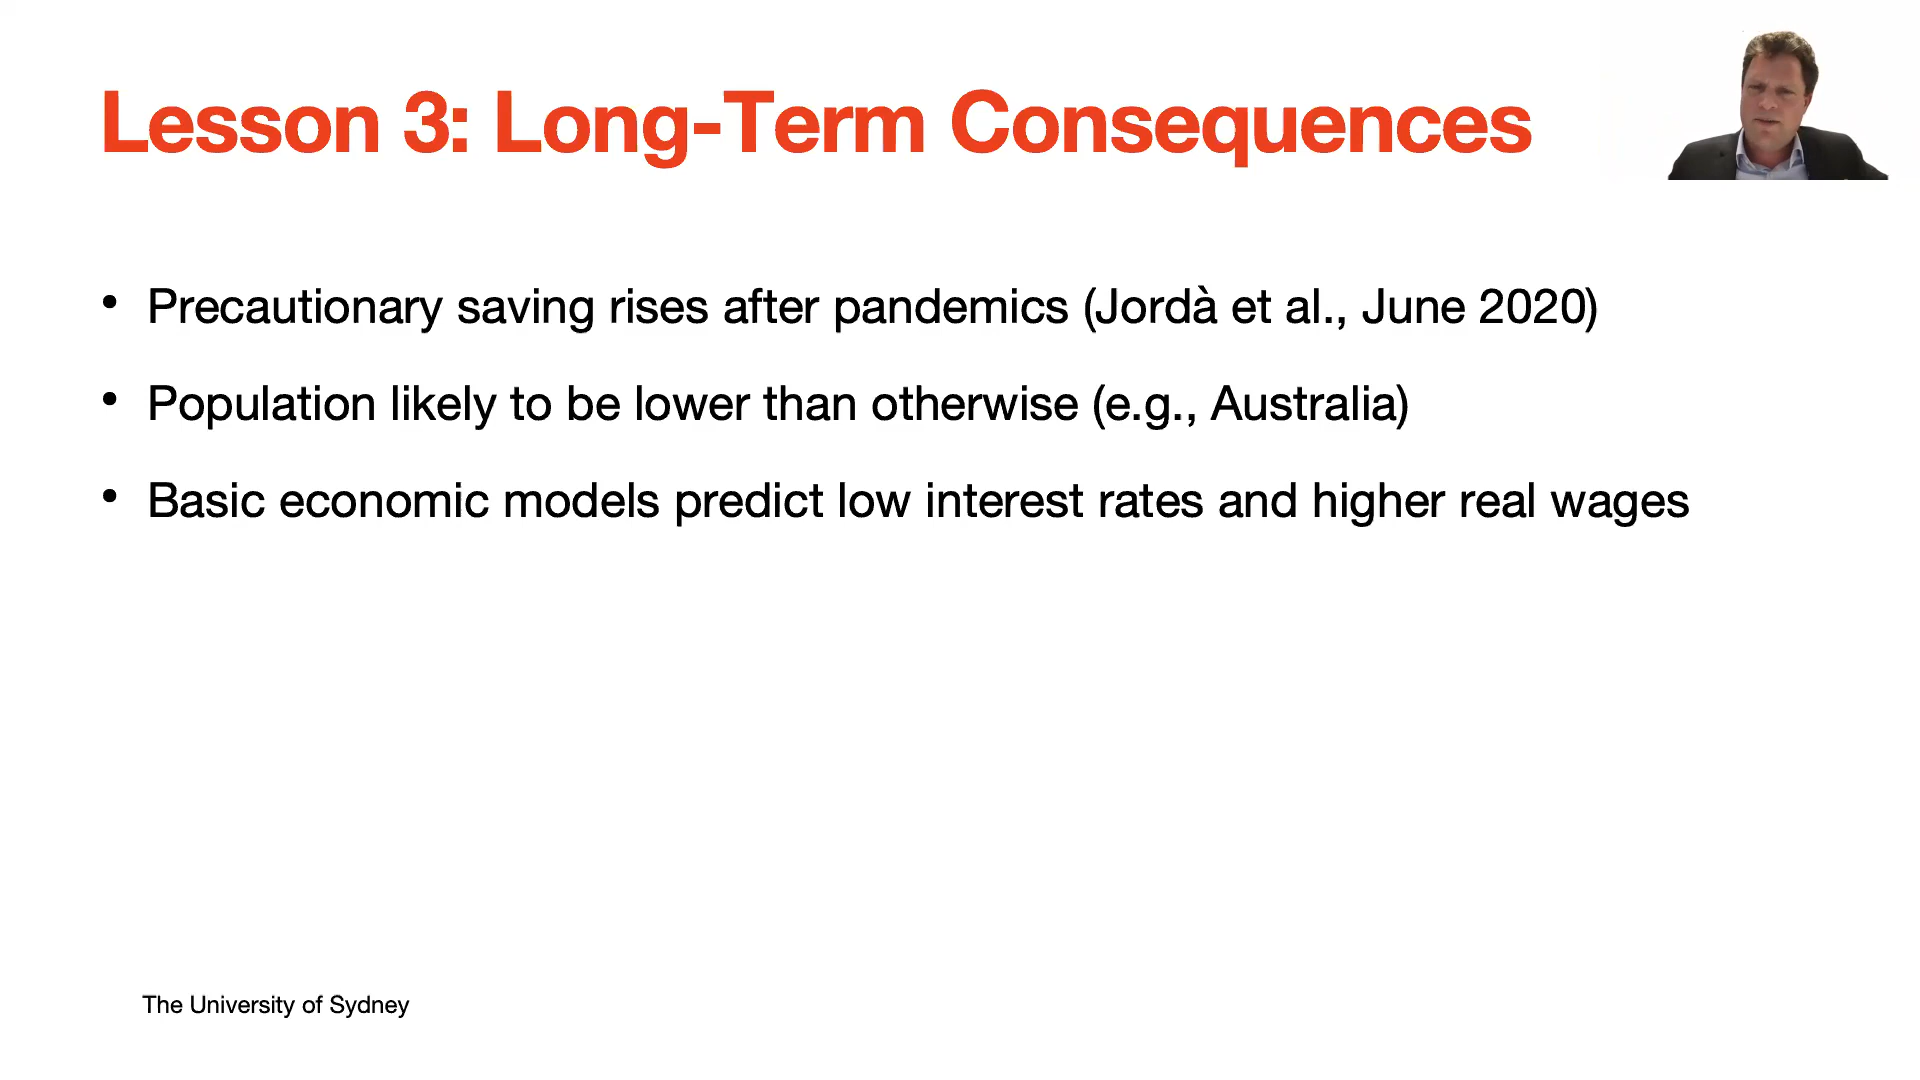 Lesson 3: Long-Term Consequences
• Precautionary saving rises after pandemics (Jordà et al., June 2020)
• Population likely to be lower than otherwise (e.g., Australia)
• Basic economic models predict low interest rates and higher real wages
The University of Sydney